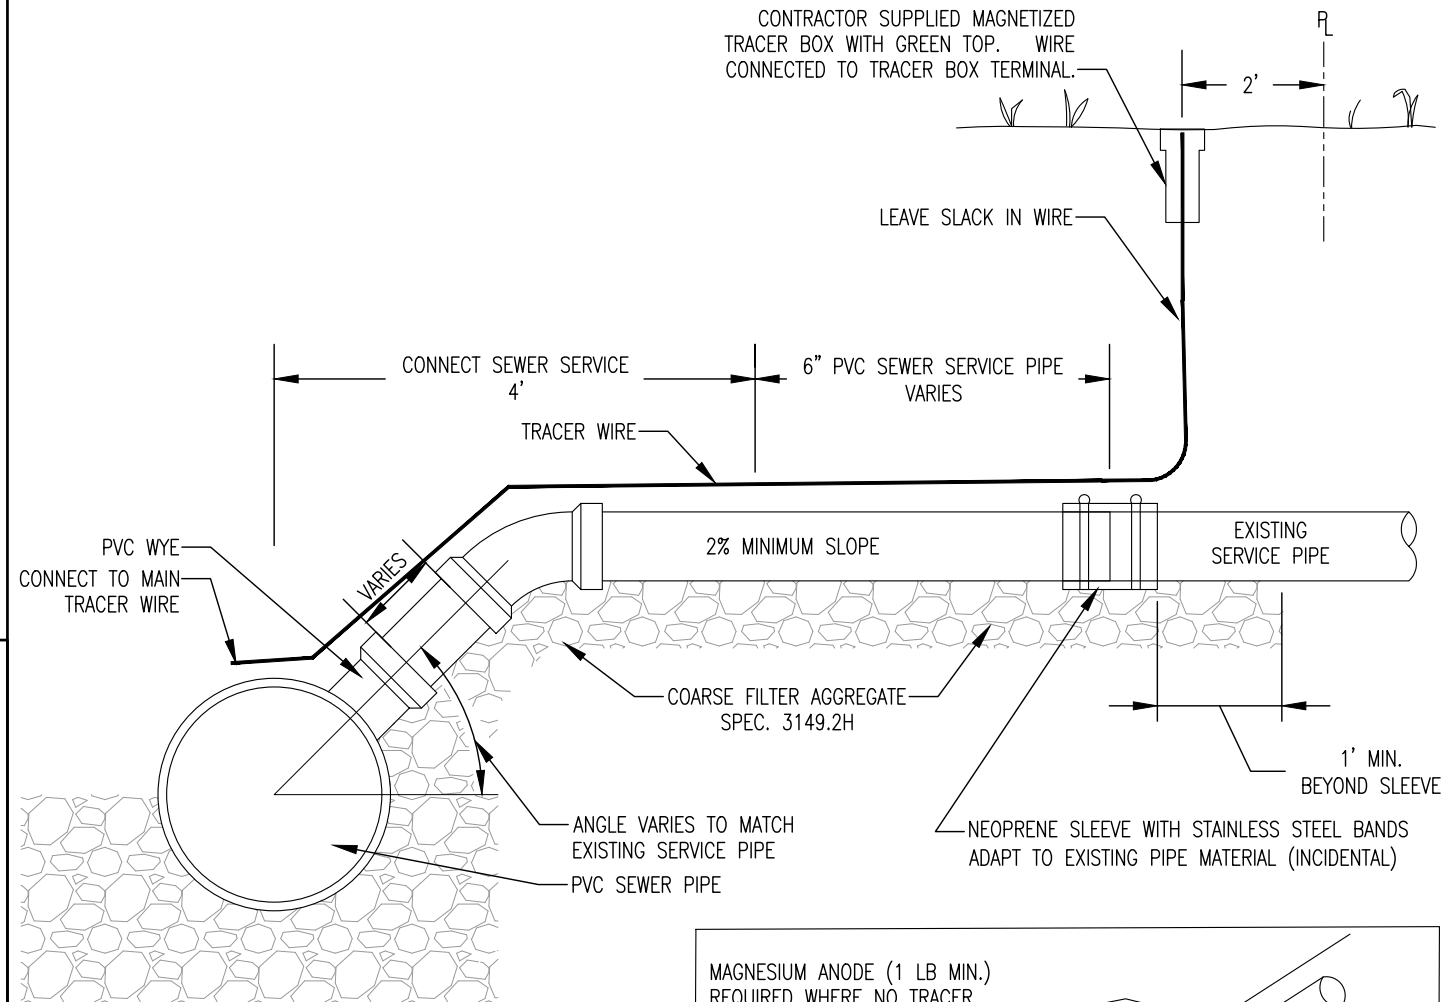 CONTRACTOR SUPPLIED MAGNETIZED
TRACER BOX WITH GREEN TOP. WIRE
CONNECTED TO TRACER BOX TERMINAL.
PL
2'
LEAVE SLACK IN WIRE
CONNECT SEWER SERVICE
4'
6" PVC SEWER SERVICE PIPE
VARIES
TRACER WIRE
PVC WYE
CONNECT TO MAIN
TRACER WIRE
VARIES
2% MINIMUM SLOPE
EXISTING
SERVICE PIPE
COARSE FILTER AGGREGATE
SPEC. 3149.2H
1' MIN.
BEYOND SLEEVE
ANGLE VARIES TO MATCH
EXISTING SERVICE PIPE
PVC SEWER PIPE
NEOPRENE SLEEVE WITH STAINLESS STEEL BANDS
ADAPT TO EXISTING PIPE MATERIAL (INCIDENTAL)
MAGNESIUM ANODE (1 LB MIN.)
REQUIRED WHERE NO TRACER